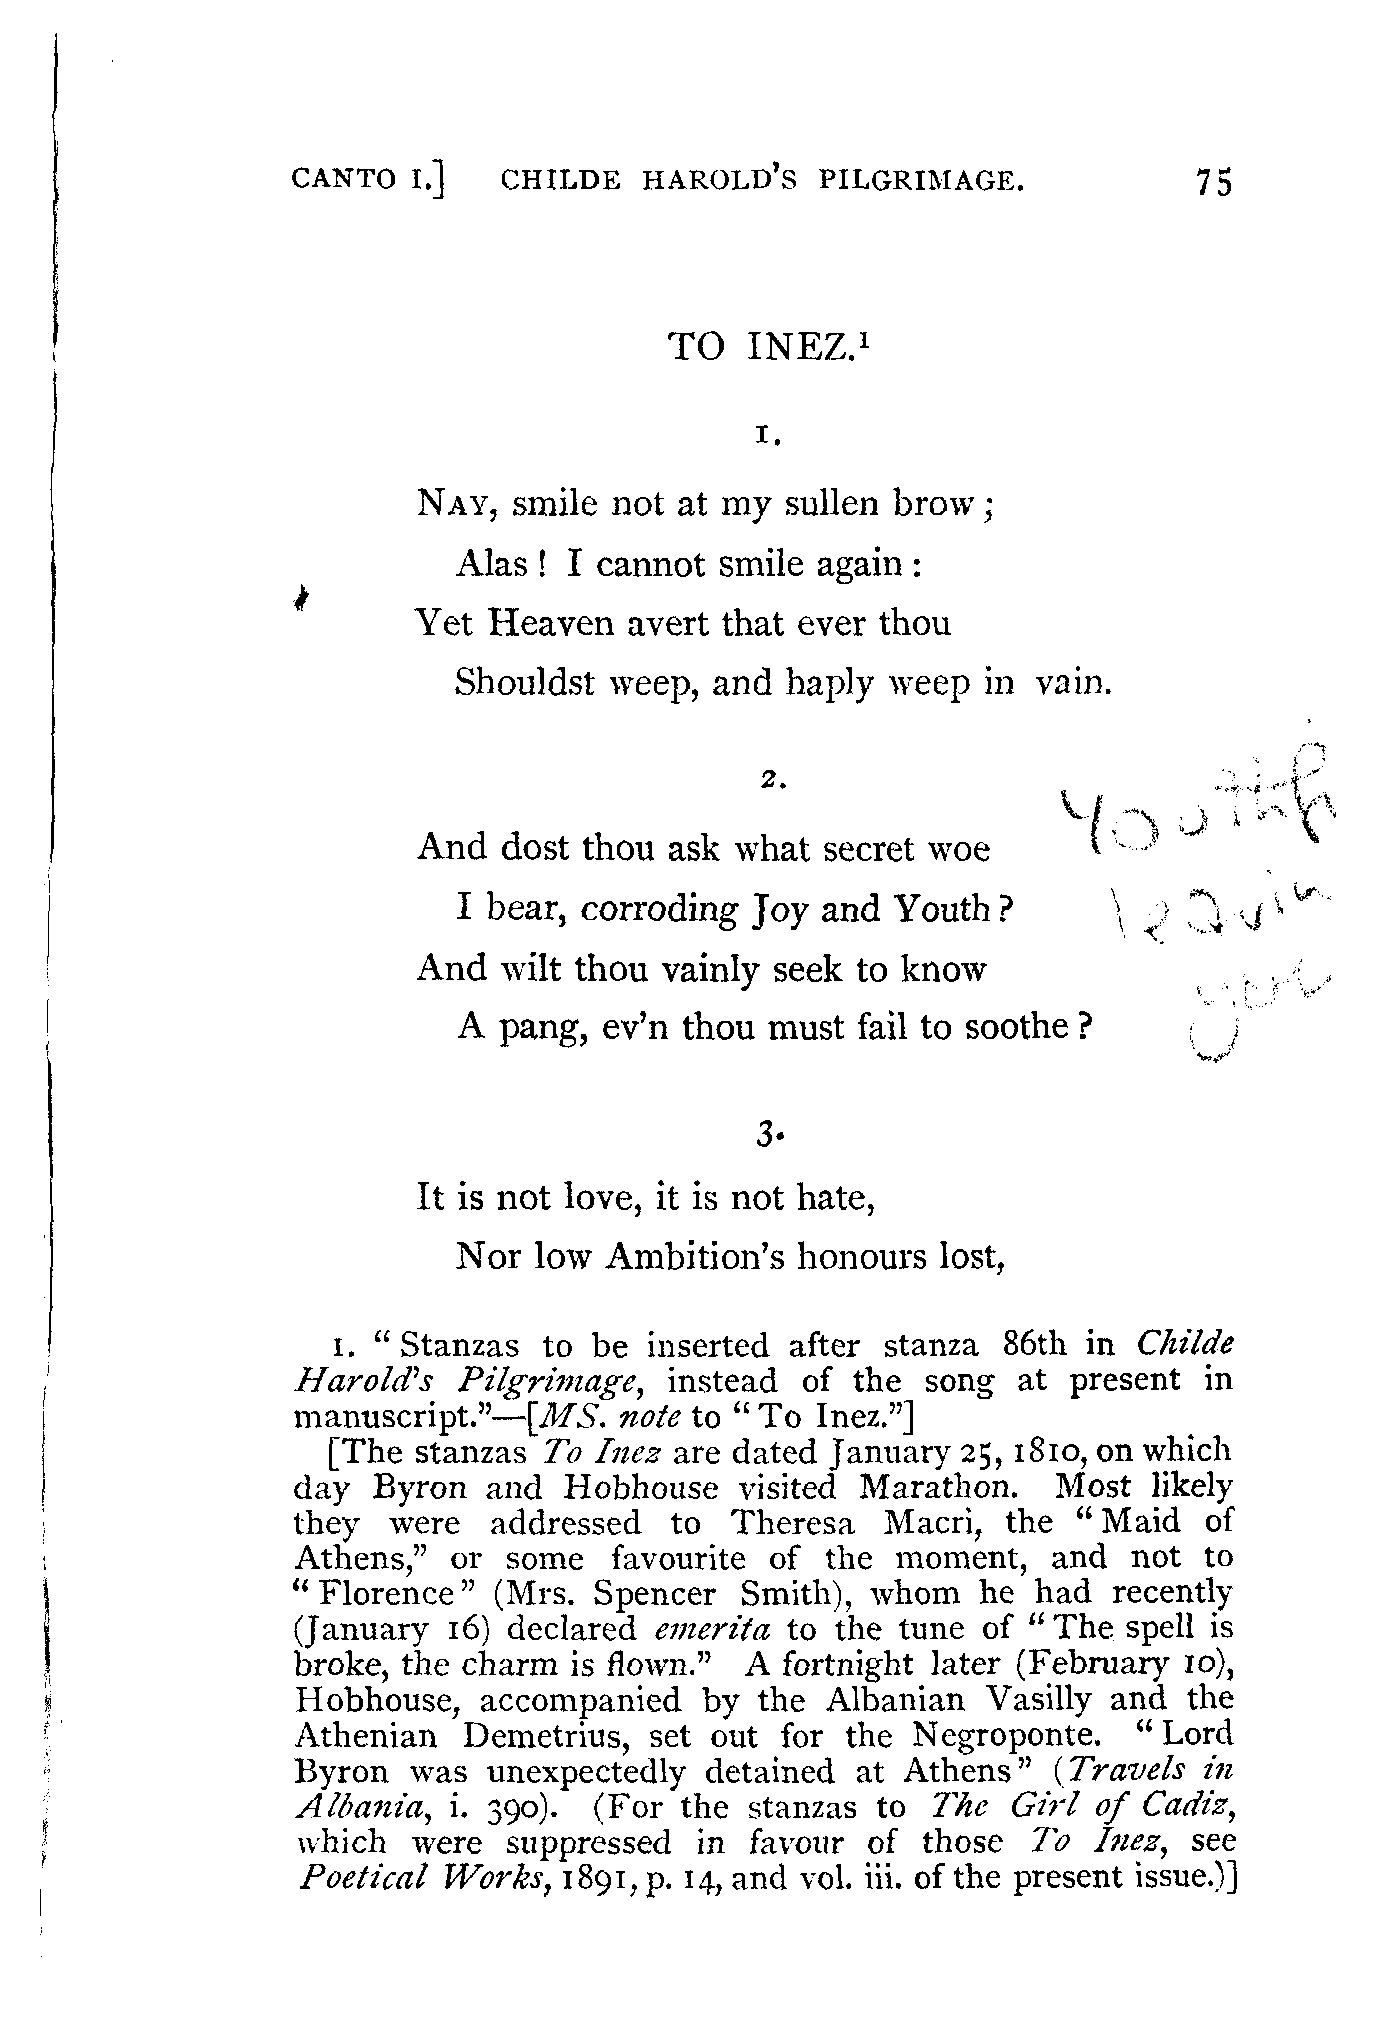 CANTO I.] CHILDE HAROLD'S PILGRIMAGE. 75
TO INEZ.¹
1.
NAY, smile not at my sullen brow;
Alas! I cannot smile again:
Yet Heaven avert that ever thou
Shouldst weep, and haply weep in vain.
2.
And dost thou ask what secret woe
I bear, corroding Joy and Youth?
And wilt thou vainly seek to know
A pang, ev'n thou must fail to soothe?
3.
It is not love, it is not hate,
Nor low Ambition's honours lost,
1. "Stanzas to be inserted after stanza 86th in Childe
Harold's Pilgrimage, instead of the song at present in
manuscript."—[MS. note to "To Inez."]
[The stanzas To Inez are dated January 25, 1810, on which
day Byron and Hobhouse visited Marathon. Most likely
they were addressed to Theresa Macri, the "Maid of
Athens," or some favourite of the moment, and not to
"Florence" (Mrs. Spencer Smith), whom he had recently
(January 16) declared emerita to the tune of "The spell is
broke, the charm is flown." A fortnight later (February 10),
Hobhouse, accompanied by the Albanian Vasilly and the
Athenian Demetrius, set out for the Negroponte. "Lord
Byron was unexpectedly detained at Athens" (Travels in
Albania, i. 390). (For the stanzas to The Girl of Cadiz,
which were suppressed in favour of those To Inez, see
Poetical Works, 1891, p. 14, and vol. iii. of the present issue.)]
you